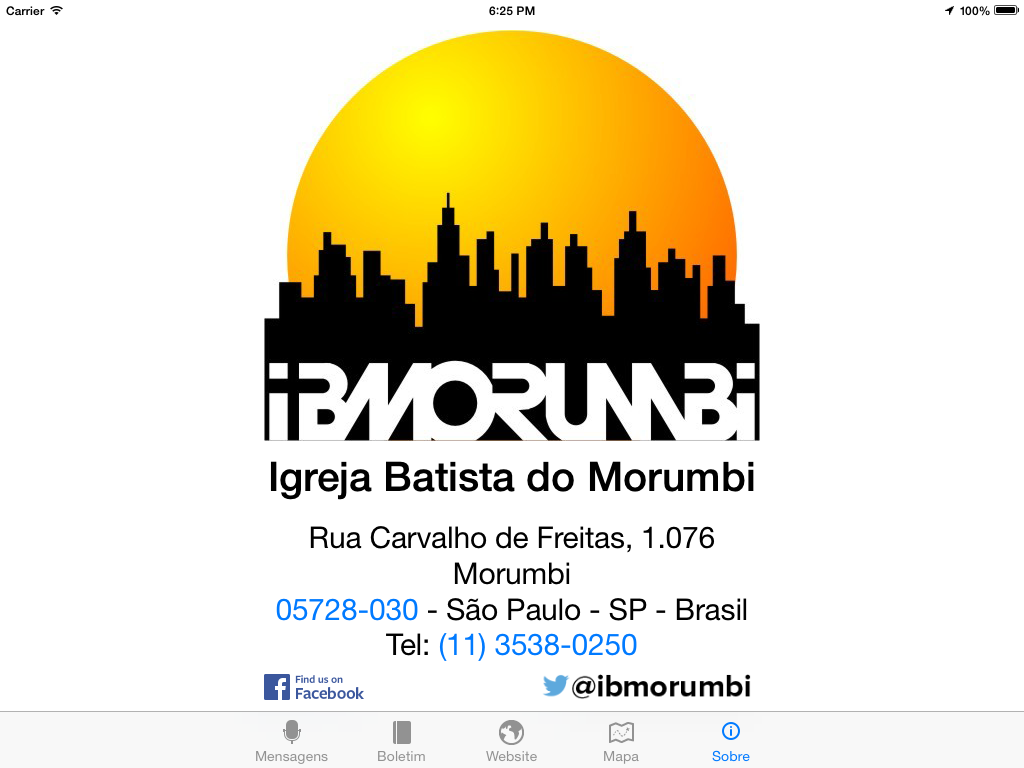 Carrier 6:25 PM 100%
iBMORUMBi
Igreja Batista do Morumbi
Rua Carvalho de Freitas, 1.076
Morumbi
05728-030 - São Paulo - SP - Brasil
Tel: (11) 3538-0250
Find us on
Facebook
@ibmorumbi
Mensagens Boletim Website Mapa Sobre